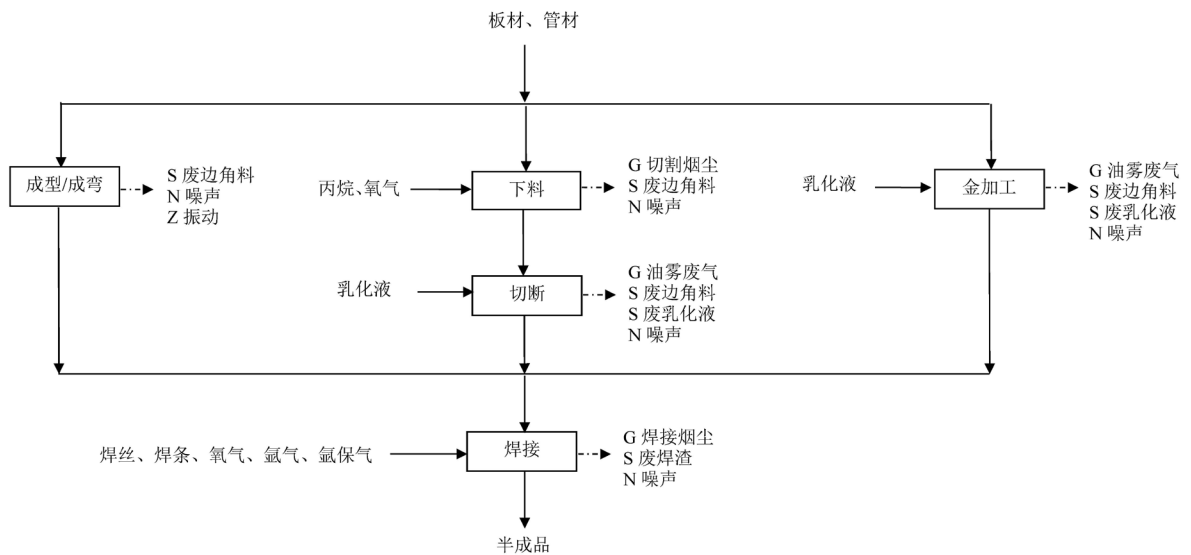 板材、管材
成型/成弯
S 废边角料
N 噪声
Z 振动
丙烷、氧气
下料
G 切割烟尘
S 废边角料
N 噪声
乳化液
金加工
G 油雾废气
S 废边角料
S 废乳化液
N 噪声
乳化液
切断
G 油雾废气
S 废边角料
S 废乳化液
N 噪声
焊丝、焊条、氧气、氩气、氩保气
焊接
G 焊接烟尘
S 废焊渣
N 噪声
半成品